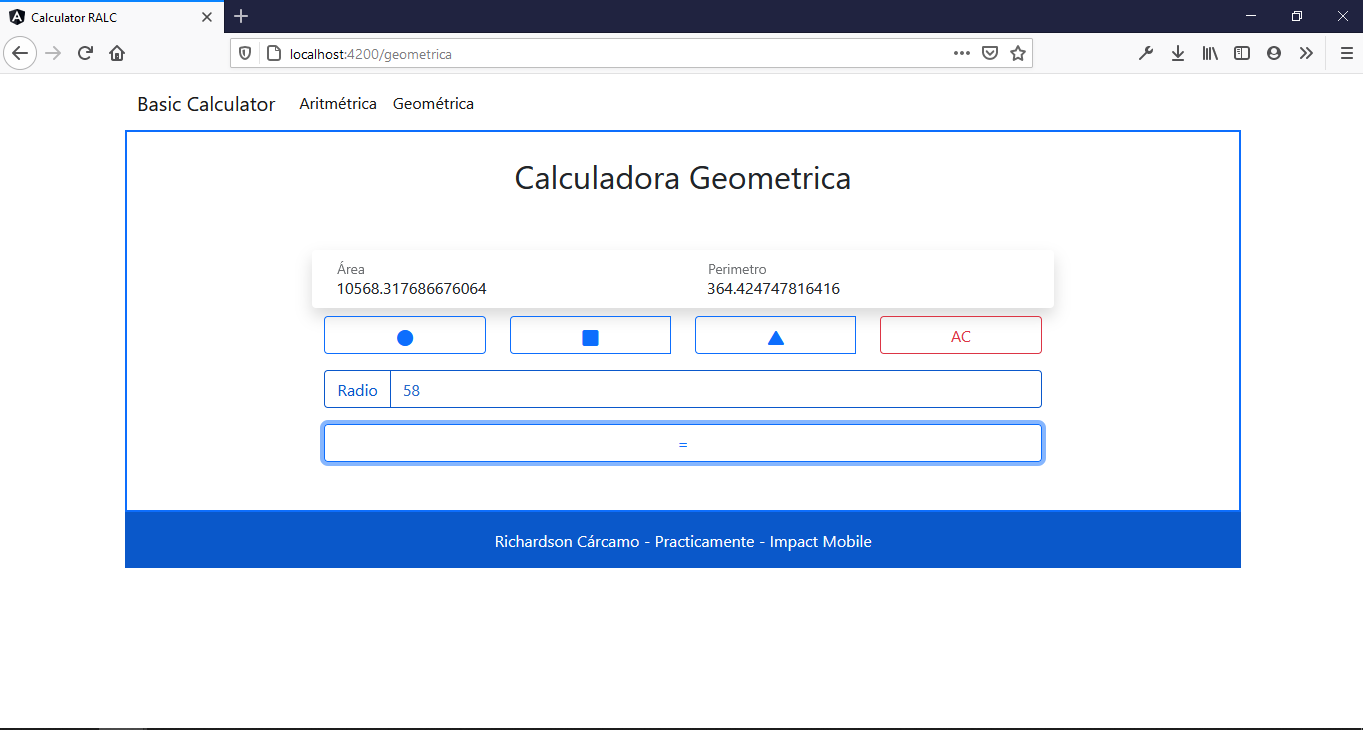 Calculator RALC
localhost:4200/geometrica
Basic Calculator Aritmétrica Geométrica
Calculadora Geometrica
Área Perimetro
10568.317686676064 364.424747816416
AC
Radio 58
=
Richardson Cárcamo - Practicamente - Impact Mobile